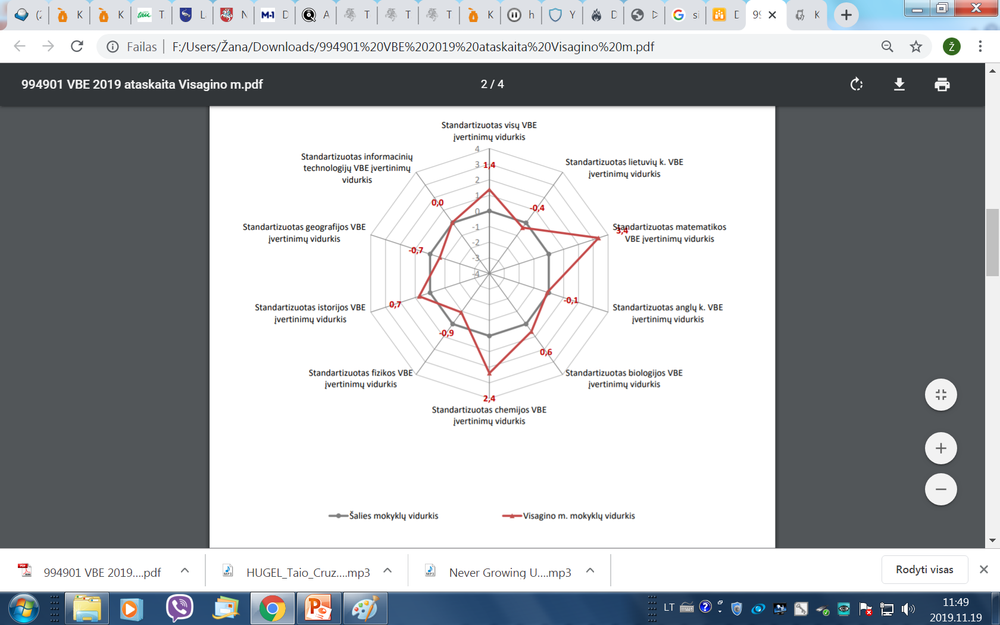 (2
K
K
T
L
N
M-1
D
A
T
T
T
K
h
Y
D
D
si
D
99
K
Failas
F:/Users/Žana/Downloads/994901%20VBE%202019%20ataskaita%20Visagino%20m.pdf
Ž
994901 VBE 2019 ataskaita Visagino m.pdf
2 / 4
Standartizuotas visų VBE
įvertinimų vidurkis
Standartizuotas lietuvių k. VBE
įvertinimų vidurkis
Standartizuotas matematikos
VBE įvertinimų vidurkis
Standartizuotas anglų k. VBE
įvertinimų vidurkis
Standartizuotas biologijos VBE
įvertinimų vidurkis
Standartizuotas chemijos VBE
įvertinimų vidurkis
Standartizuotas fizikos VBE
įvertinimų vidurkis
Standartizuotas istorijos VBE
įvertinimų vidurkis
Standartizuotas geografijos VBE
įvertinimų vidurkis
Standartizuotas informacinių
technologijų VBE įvertinimų
vidurkis
4
3
2
1
0
-1
-2
-3
-4
1,4
-0,4
3,4
-0,1
0,6
2,4
-0,9
0,7
-0,7
0,0
Šalies mokyklų vidurkis
Visagino m. mokyklų vidurkis
994901 VBE 2019....pdf
HUGEL_Taio_Cruz....mp3
Never Growing U....mp3
Rodyti visas
LT
11:49
2019.11.19